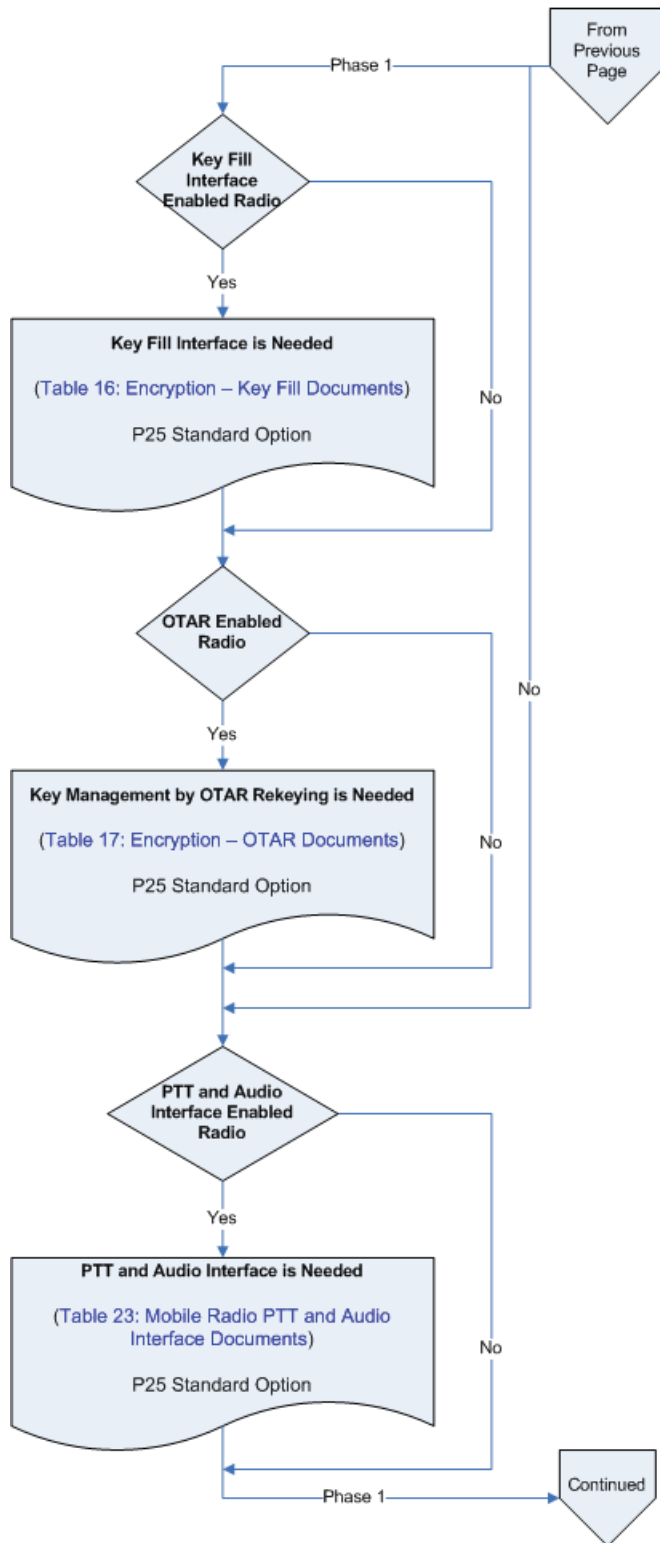 From
Previous
Page
Phase 1
Key Fill
Interface
Enabled Radio
Yes
Key Fill Interface is Needed
(Table 16: Encryption – Key Fill Documents)
P25 Standard Option
No
OTAR Enabled
Radio
No
Yes
Key Management by OTAR Rekeying is Needed
(Table 17: Encryption – OTAR Documents)
P25 Standard Option
No
PTT and Audio
Interface Enabled
Radio
Yes
PTT and Audio Interface is Needed
(Table 23: Mobile Radio PTT and Audio
Interface Documents)
P25 Standard Option
No
Phase 1
Continued